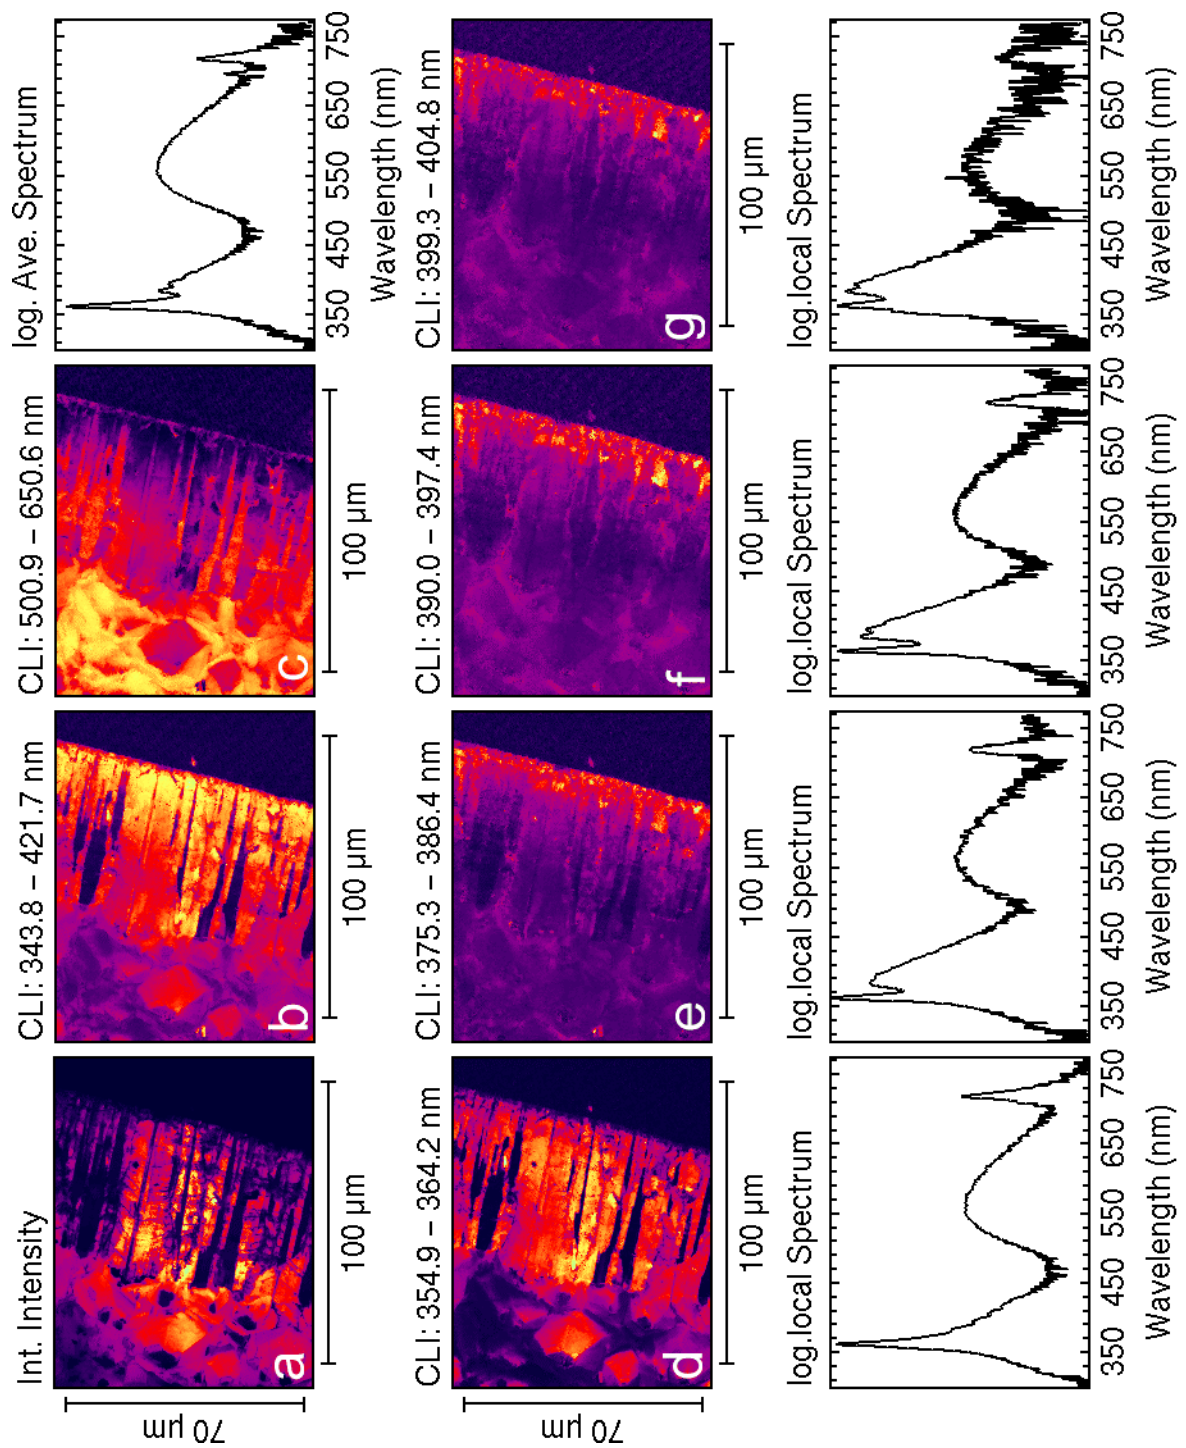 Int. Intensity
CLI: 343.8 – 421.7 nm
CLI: 500.9 – 650.6 nm
log. Ave. Spectrum
70 µm
a
b
c
350 450 550 650 750
100 µm
100 µm
100 µm
Wavelength (nm)
CLI: 354.9 – 364.2 nm
CLI: 375.3 – 386.4 nm
CLI: 390.0 – 397.4 nm
CLI: 399.3 – 404.8 nm
70 µm
d
e
f
g
100 µm
100 µm
100 µm
100 µm
log.local Spectrum
log.local Spectrum
log.local Spectrum
log.local Spectrum
350 450 550 650 750
350 450 550 650 750
350 450 550 650 750
350 450 550 650 750
Wavelength (nm)
Wavelength (nm)
Wavelength (nm)
Wavelength (nm)